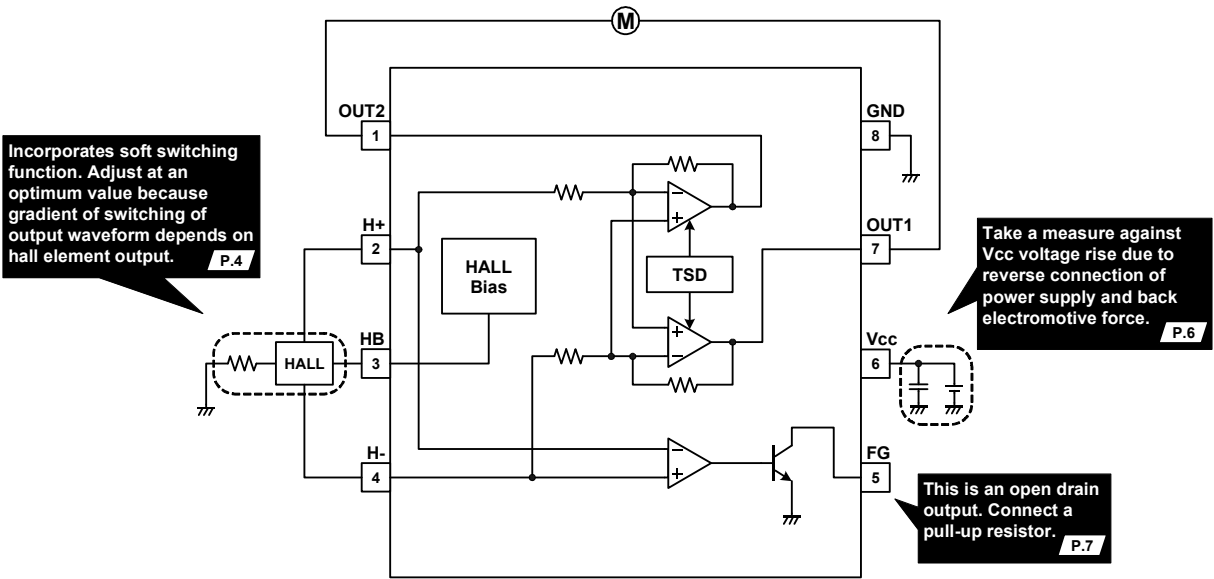 M
OUT2
1
GND
8
Incorporates soft switching
function. Adjust at an
optimum value because
gradient of switching of
output waveform depends on
hall element output.
P.4
H+
2
HALL
Bias
TSD
OUT1
7
Take a measure against
Vcc voltage rise due to
reverse connection of
power supply and back
electromotive force.
P.6
HALL
HB
3
Vcc
6
H-
4
FG
5
This is an open drain
output. Connect a
pull-up resistor.
P.7
− +
+ −
− +